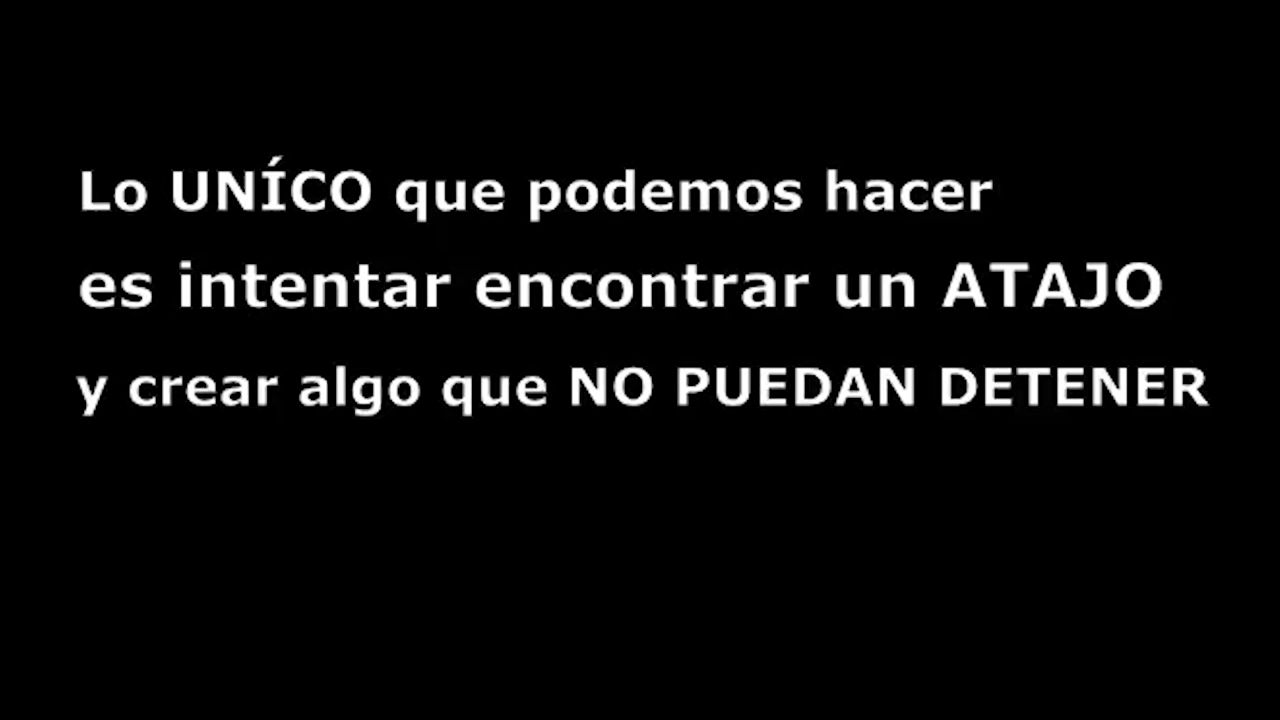 Lo UNÍCO que podemos hacer
es intentar encontrar un ATAJO
y crear algo que NO PUEDAN DETENER